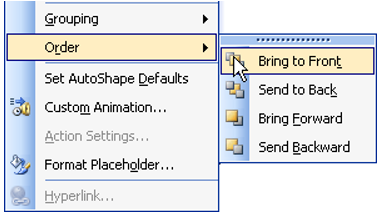 Grouping
Order
Set AutoShape Defaults
Custom Animation...
Action Settings...
Format Placeholder...
Hyperlink...
Bring to Front
Send to Back
Bring Forward
Send Backward